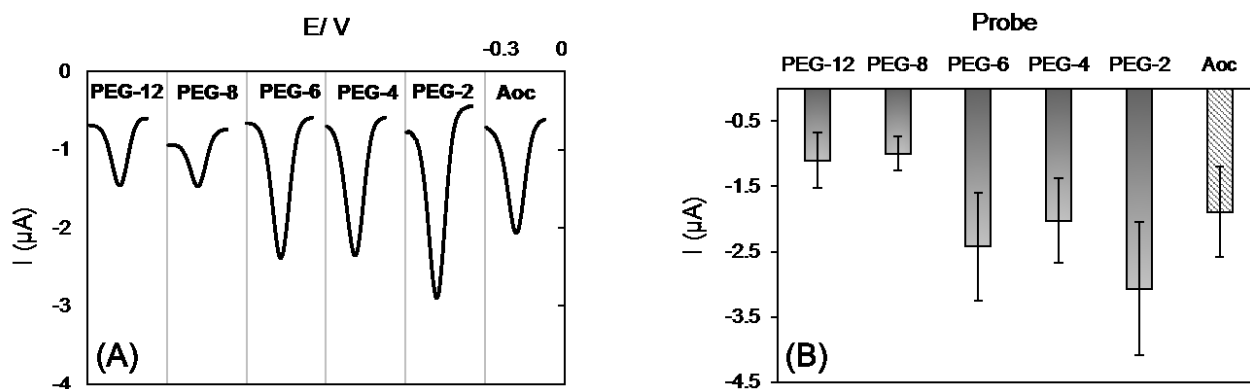 E/ V
-0.3 0
0
PEG-12 PEG-8 PEG-6 PEG-4 PEG-2 Aoc
-1
-2
-3
-4
I (µA)
(A)
Probe
PEG-12 PEG-8 PEG-6 PEG-4 PEG-2 Aoc
-0.5
-1.5
-2.5
-3.5
-4.5
I (µA)
(B)